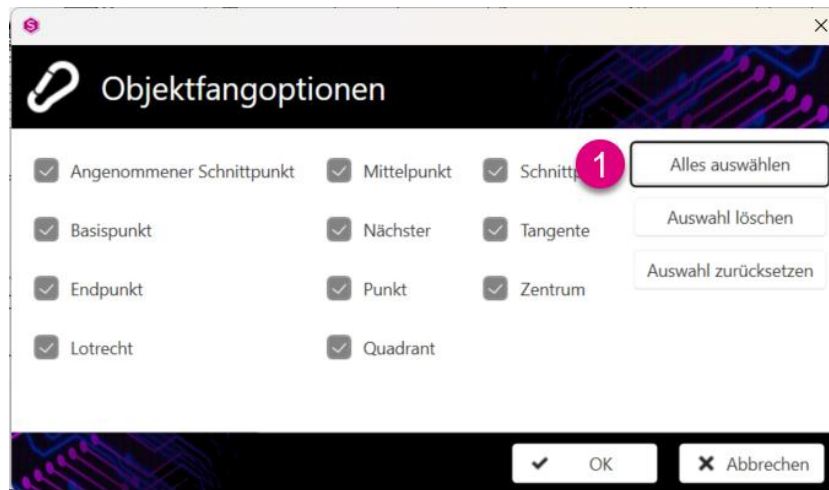 S
Objektfangoptionen
Angenommener Schnittpunkt
Mittelpunkt
1
Alles auswählen
Basispunkt
Nächster
Tangente
Auswahl löschen
Endpunkt
Punkt
Zentrum
Auswahl zurücksetzen
Lotrecht
Quadrant
OK
Abbrechen